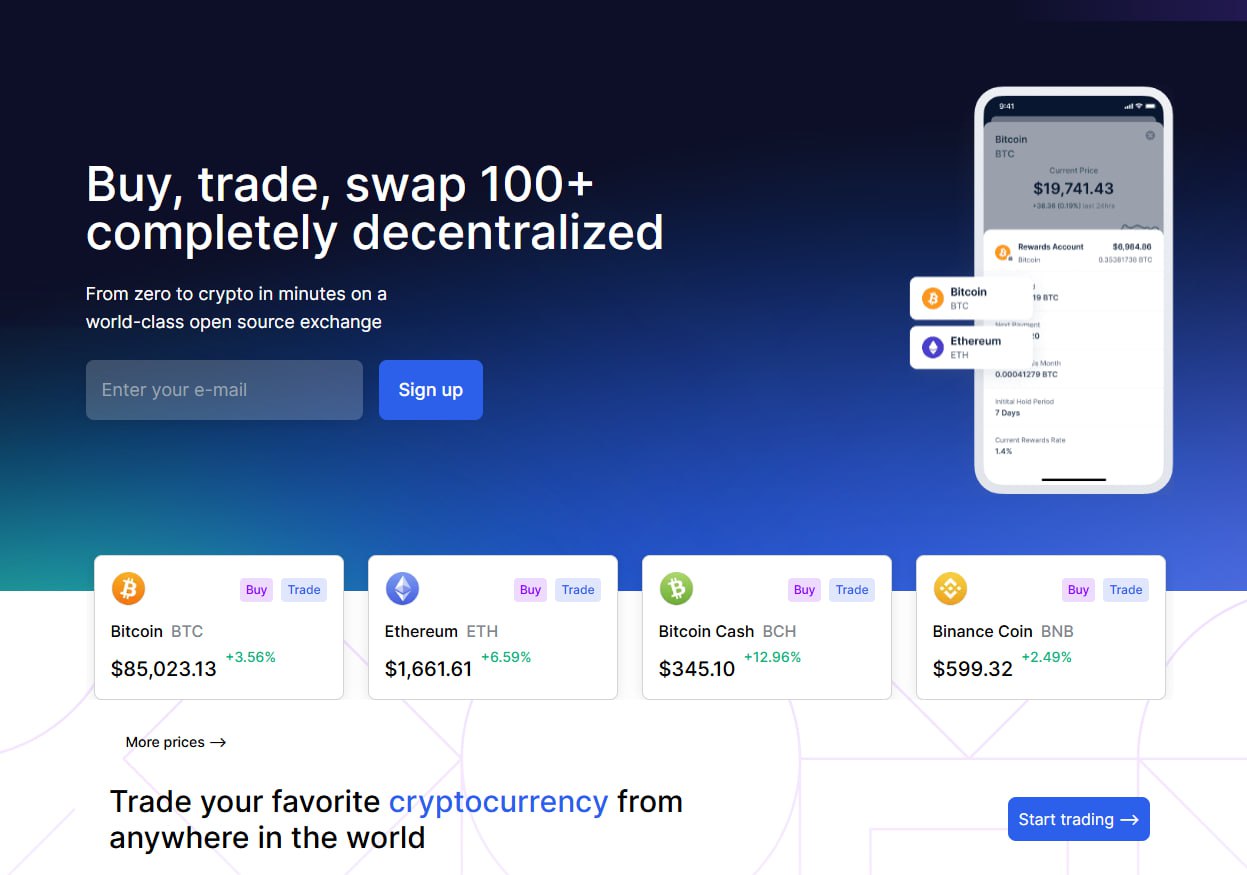 Buy, trade, swap 100+
completely decentralized
From zero to crypto in minutes on a
world-class open source exchange
Enter your e-mail
Sign up
9:41
Bitcoin
BTC
Current Price
$19,741.43
+38.36 (0.19%) last 24hrs
Rewards Account $6,984.86
Bitcoin 0.35381738 BTC
Bitcoin
BTC
19 BTC
Ethereum
ETH
Next Payment
20
is Month
0.00041279 BTC
Initital Hold Period
7 Days
Current Rewards Rate
1.4%
Buy Trade
Bitcoin BTC
$85,023.13 +3.56%
Buy Trade
Ethereum ETH
$1,661.61 +6.59%
Buy Trade
Bitcoin Cash BCH
$345.10 +12.96%
Buy Trade
Binance Coin BNB
$599.32 +2.49%
More prices →
Trade your favorite cryptocurrency from
anywhere in the world
Start trading →